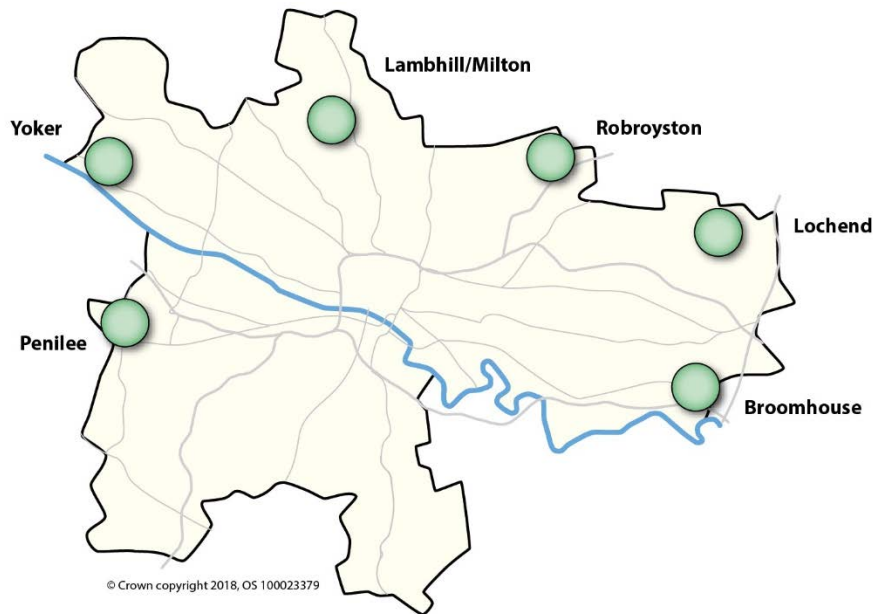 Lambhill/Milton
Yoker
Robroyston
Lochend
Penilee
Broomhouse
© Crown copyright 2018, OS 100023379